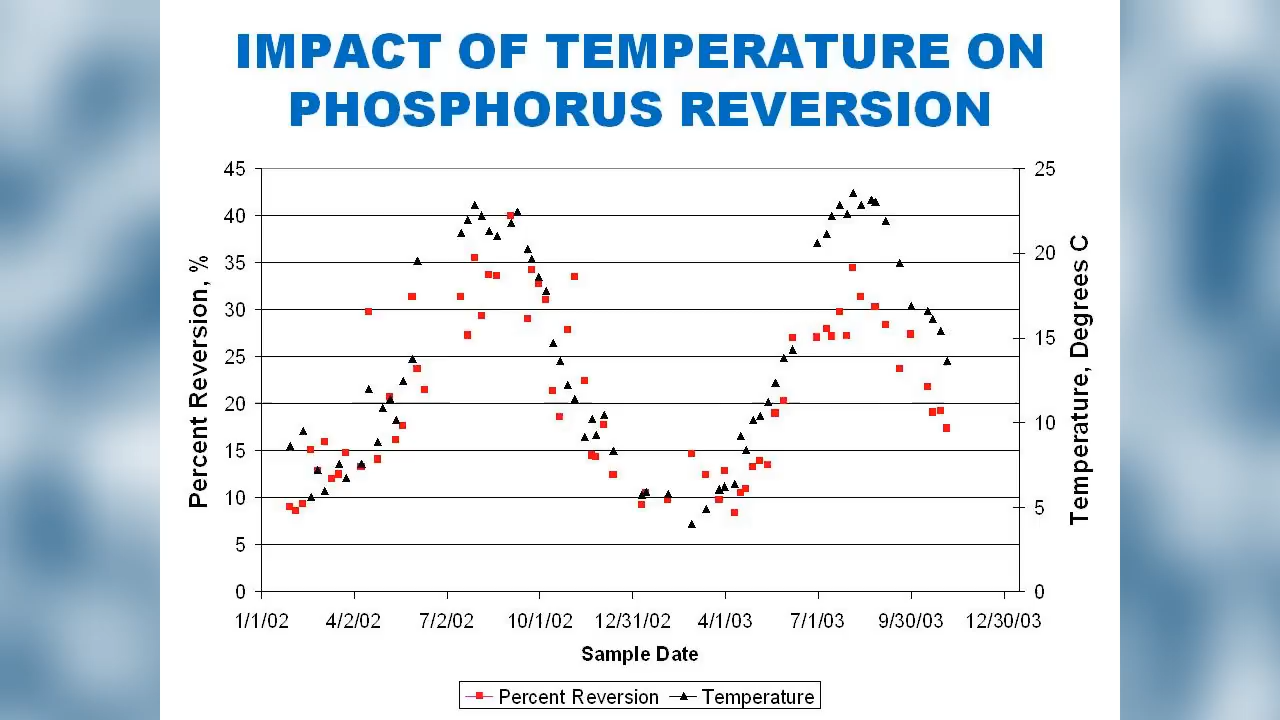 IMPACT OF TEMPERATURE ON
PHOSPHORUS REVERSION
45
40
35
30
25
20
15
10
5
0
Percent Reversion, %
25
20
15
10
5
0
Temperature, Degrees C
1/1/02 4/2/02 7/2/02 10/1/02 12/31/02 4/1/03 7/1/03 9/30/03 12/30/03
Sample Date
Percent Reversion Temperature